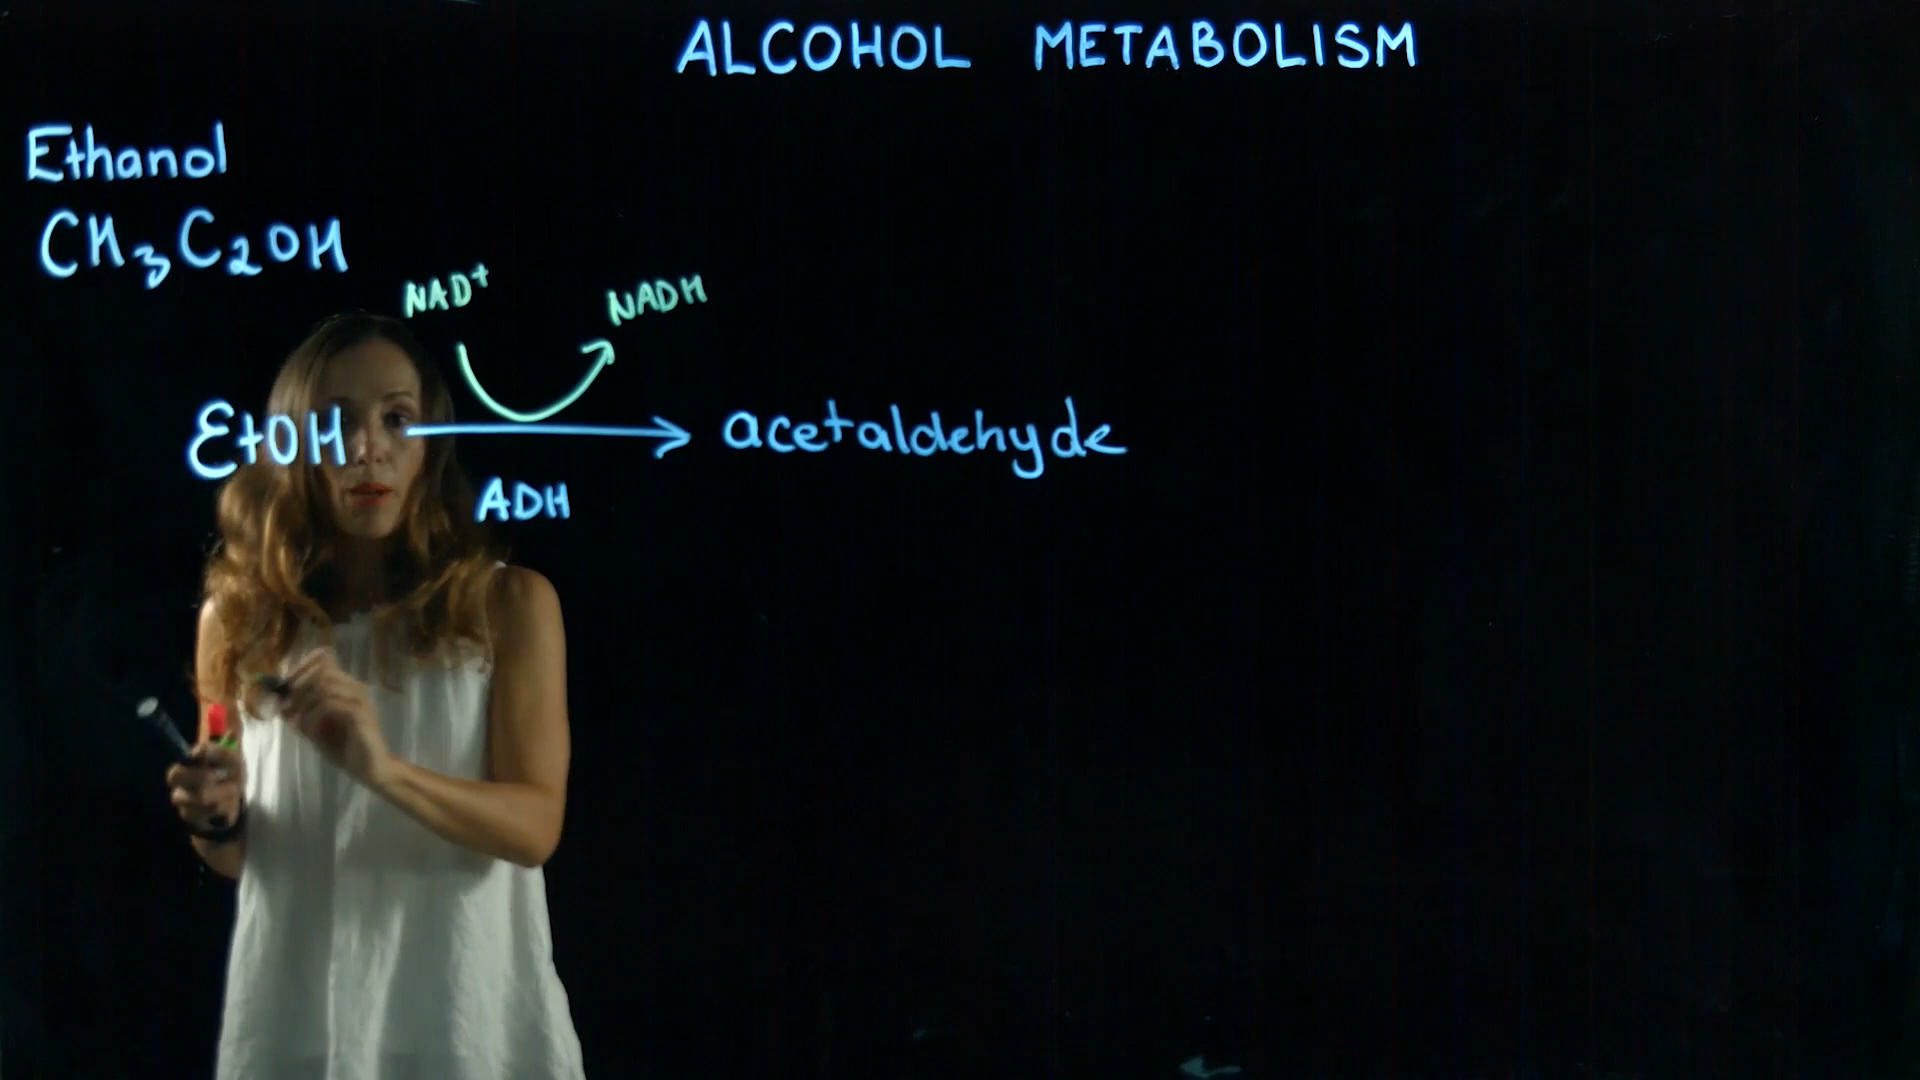 ALCOHOL METABOLISM
Ethanol
CH₃C₂OH
NAD⁺ NADH
EtOH → acetaldehyde
ADH